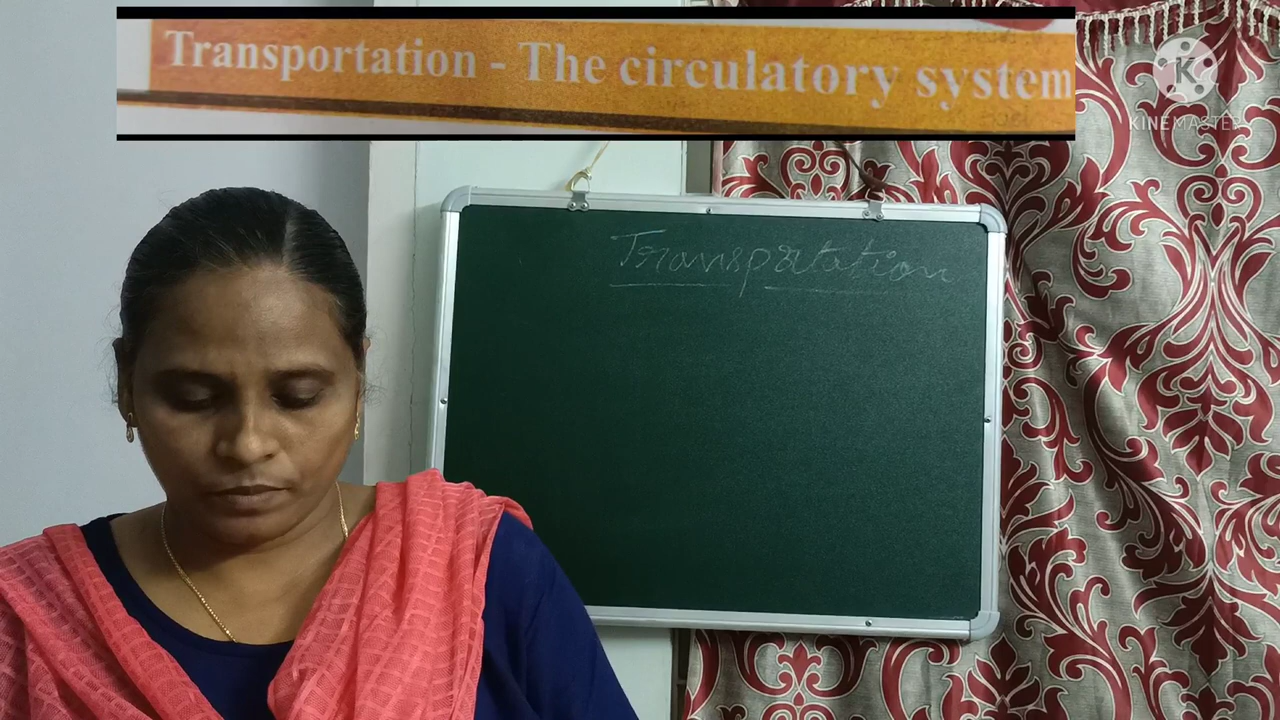 Transportation - The circulatory system
K
KINEMASTER
Transportation